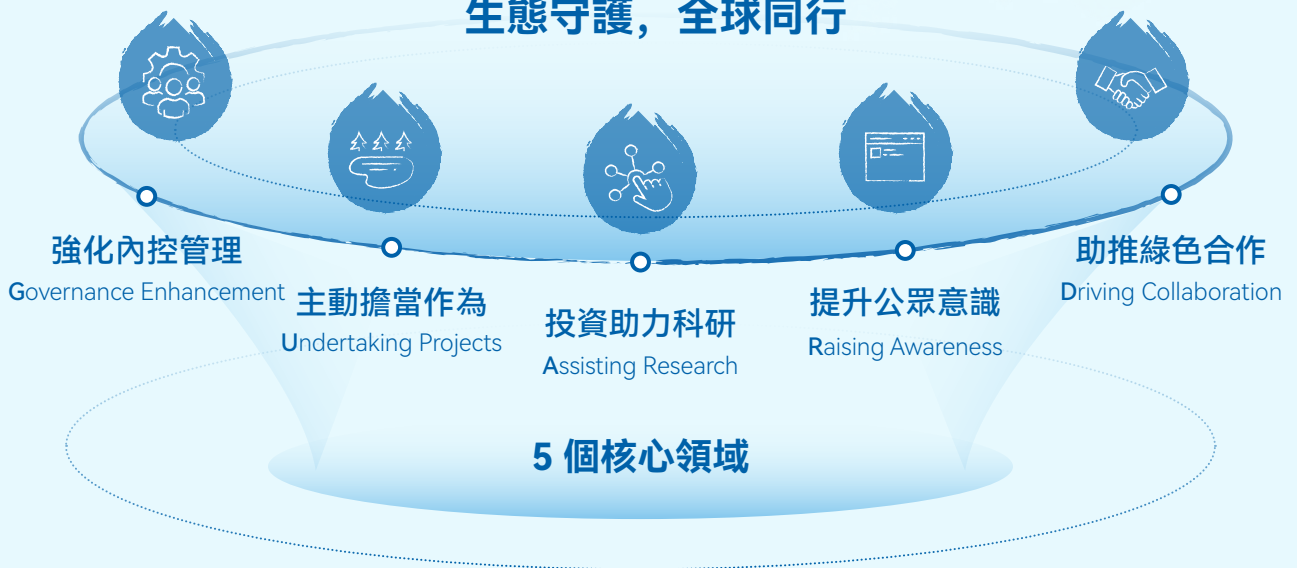 生態守護，全球同行
強化內控管理
Governance Enhancement
主動擔當作為
Undertaking Projects
投資助力科研
Assisting Research
提升公眾意識
Raising Awareness
助推綠色合作
Driving Collaboration
5 個核心領域